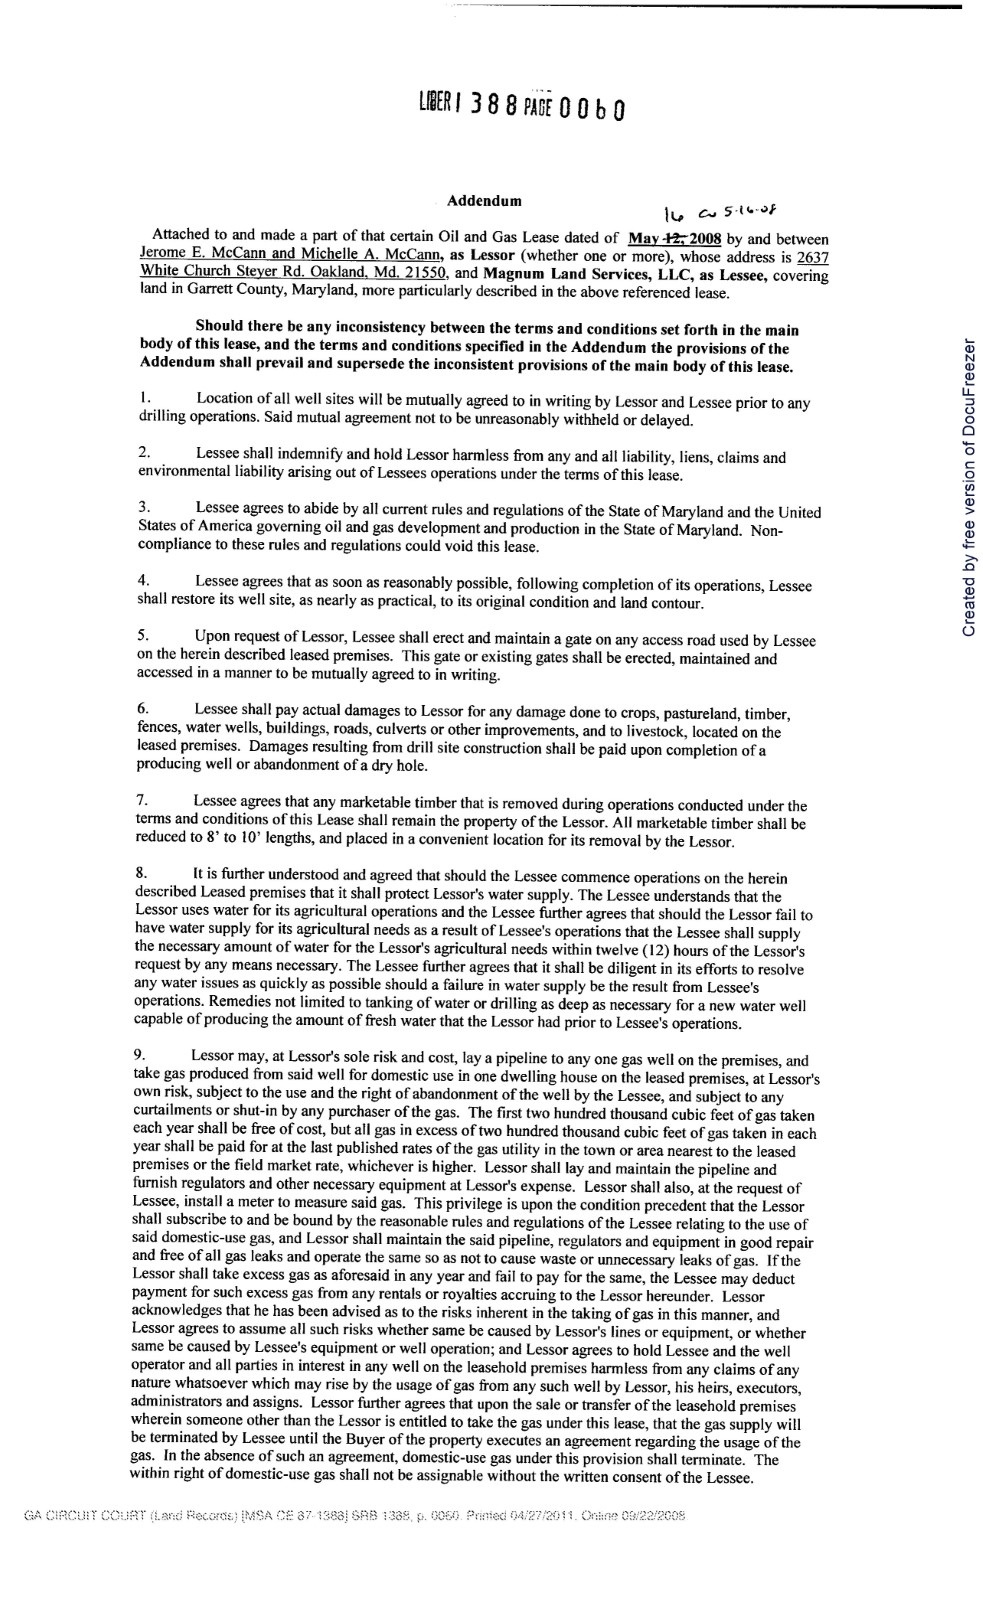 LIBER1388 PAGE 0060
Addendum
16 5-16-08
Attached to and made a part of that certain Oil and Gas Lease dated of May 12, 2008 by and between
Jerome E. McCann and Michelle A. McCann, as Lessor (whether one or more), whose address is 2637
White Church Steyer Rd. Oakland, Md. 21550, and Magnum Land Services, LLC, as Lessee, covering
land in Garrett County, Maryland, more particularly described in the above referenced lease.
Should there be any inconsistency between the terms and conditions set forth in the main
body of this lease, and the terms and conditions specified in the Addendum the provisions of the
Addendum shall prevail and supersede the inconsistent provisions of the main body of this lease.
1. Location of all well sites will be mutually agreed to in writing by Lessor and Lessee prior to any
drilling operations. Said mutual agreement not to be unreasonably withheld or delayed.
2. Lessee shall indemnify and hold Lessor harmless from any and all liability, liens, claims and
environmental liability arising out of Lessees operations under the terms of this lease.
3. Lessee agrees to abide by all current rules and regulations of the State of Maryland and the United
States of America governing oil and gas development and production in the State of Maryland. Non-
compliance to these rules and regulations could void this lease.
4. Lessee agrees that as soon as reasonably possible, following completion of its operations, Lessee
shall restore its well site, as nearly as practical, to its original condition and land contour.
5. Upon request of Lessor, Lessee shall erect and maintain a gate on any access road used by Lessee
on the herein described leased premises. This gate or existing gates shall be erected, maintained and
accessed in a manner to be mutually agreed to in writing.
6. Lessee shall pay actual damages to Lessor for any damage done to crops, pastureland, timber,
fences, water wells, buildings, roads, culverts or other improvements, and to livestock, located on the
leased premises. Damages resulting from drill site construction shall be paid upon completion of a
producing well or abandonment of a dry hole.
7. Lessee agrees that any marketable timber that is removed during operations conducted under the
terms and conditions of this Lease shall remain the property of the Lessor. All marketable timber shall be
reduced to 8' to 10' lengths, and placed in a convenient location for its removal by the Lessor.
8. It is further understood and agreed that should the Lessee commence operations on the herein
described Leased premises that it shall protect Lessor's water supply. The Lessee understands that the
Lessor uses water for its agricultural operations and the Lessee further agrees that should the Lessor fail to
have water supply for its agricultural needs as a result of Lessee's operations that the Lessee shall supply
the necessary amount of water for the Lessor's agricultural needs within twelve (12) hours of the Lessor's
request by any means necessary. The Lessee further agrees that it shall be diligent in its efforts to resolve
any water issues as quickly as possible should a failure in water supply be the result from Lessee's
operations. Remedies not limited to tanking of water or drilling as deep as necessary for a new water well
capable of producing the amount of fresh water that the Lessor had prior to Lessee's operations.
9. Lessor may, at Lessor's sole risk and cost, lay a pipeline to any one gas well on the premises, and
take gas produced from said well for domestic use in one dwelling house on the leased premises, at Lessor's
own risk, subject to the use and the right of abandonment of the well by the Lessee, and subject to any
curtailments or shut-in by any purchaser of the gas. The first two hundred thousand cubic feet of gas taken
each year shall be free of cost, but all gas in excess of two hundred thousand cubic feet of gas taken in each
year shall be paid for at the last published rates of the gas utility in the town or area nearest to the leased
premises or the field market rate, whichever is higher. Lessor shall lay and maintain the pipeline and
furnish regulators and other necessary equipment at Lessor's expense. Lessor shall also, at the request of
Lessee, install a meter to measure said gas. This privilege is upon the condition precedent that the Lessor
shall subscribe to and be bound by the reasonable rules and regulations of the Lessee relating to the use of
said domestic-use gas, and Lessor shall maintain the said pipeline, regulators and equipment in good repair
and free of all gas leaks and operate the same so as not to cause waste or unnecessary leaks of gas. If the
Lessor shall take excess gas as aforesaid in any year and fail to pay for the same, the Lessee may deduct
payment for such excess gas from any rentals or royalties accruing to the Lessor hereunder. Lessor
acknowledges that he has been advised as to the risks inherent in the taking of gas in this manner, and
Lessor agrees to assume all such risks whether same be caused by Lessor's lines or equipment, or whether
same be caused by Lessee's equipment or well operation; and Lessor agrees to hold Lessee and the well
operator and all parties in interest in any well on the leasehold premises harmless from any claims of any
nature whatsoever which may rise by the usage of gas from any such well by Lessor, his heirs, executors,
administrators and assigns. Lessor further agrees that upon the sale or transfer of the leasehold premises
wherein someone other than the Lessor is entitled to take the gas under this lease, that the gas supply will
be terminated by Lessee until the Buyer of the property executes an agreement regarding the usage of the
gas. In the absence of such an agreement, domestic-use gas under this provision shall terminate. The
within right of domestic-use gas shall not be assignable without the written consent of the Lessee.
GA CIRCUIT COURT (Land Records) [MSA CE 87-1388] SRB 1388, p. 0060. Printed 04/27/2011. Online 09/22/2008.
Created by free version of DocuFreezer